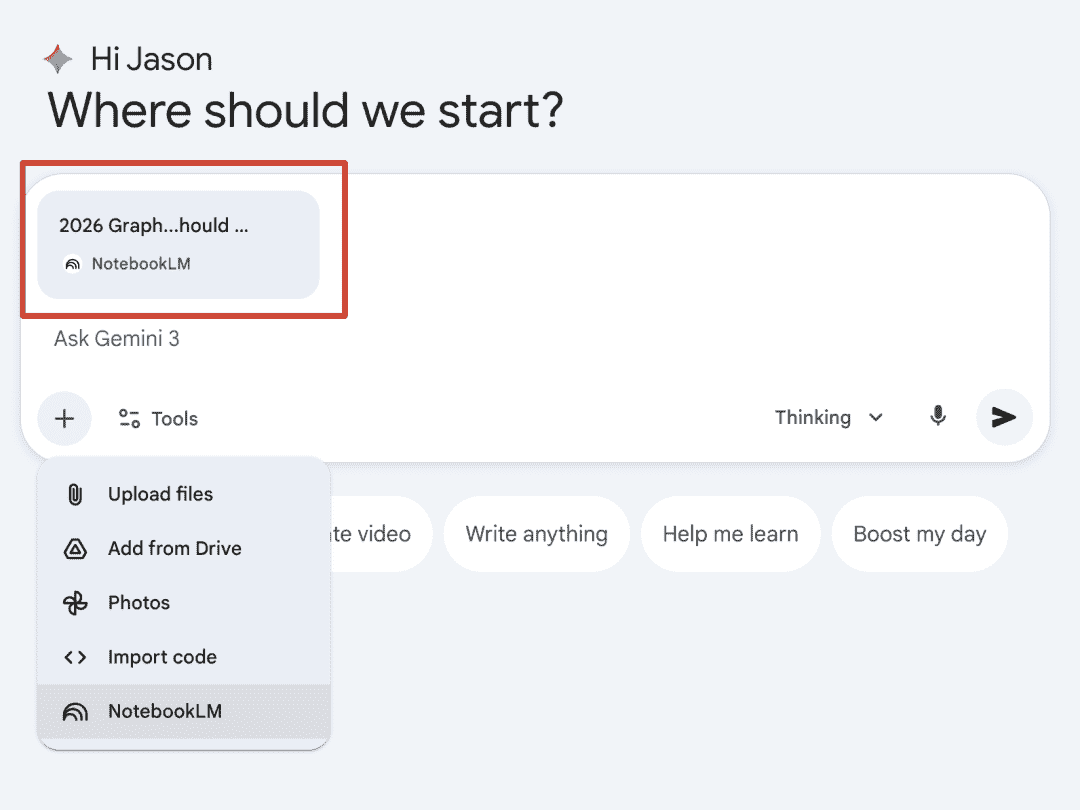 Hi Jason
Where should we start?
2026 Graph...hould ...
NotebookLM
Ask Gemini 3
Tools
Thinking
Upload files
Add from Drive
Photos
Import code
NotebookLM
te video
Write anything
Help me learn
Boost my day